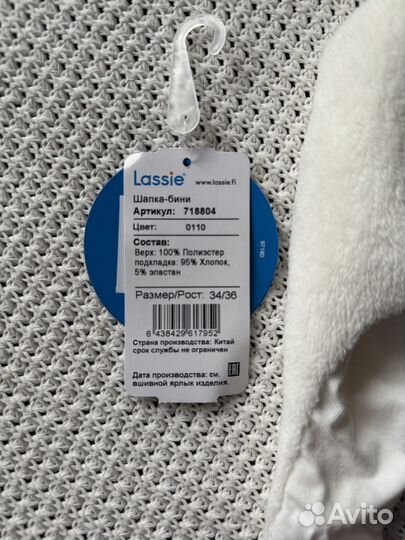 Lassie® www.lassie.fi
Шапка-бини
Артикул: 718804
Цвет: 0110
Состав:
Верх: 100% Полиэстер
подкладка: 95% Хлопок,
5% эластан
Размер/Рост: 34/36
6 438429 617952
Страна производства: Китай
срок службы не ограничен
EAC
Дата производства: см.
вшивной ярлык изделия.
97180
Avito